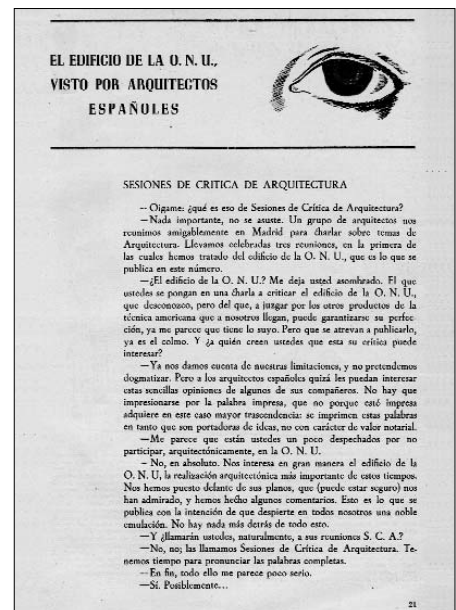 EL EDIFICIO DE LA O. N. U.,
VISTO POR ARQUITECTOS
ESPAÑOLES
SESIONES DE CRITICA DE ARQUITECTURA
— Oigame: ¿qué es eso de Sesiones de Crítica de Arquitectura?
—Nada importante, no se asuste. Un grupo de arquitectos nos
reunimos amigablemente en Madrid para charlar sobre temas de
Arquitectura. Llevamos celebradas tres reuniones, en la primera de
las cuales hemos tratado del edificio de la O. N. U., que es lo que se
publica en este número.
—¿El edificio de la O. N. U.? Me deja usted asombrado. El que
ustedes se pongan en una charla a criticar el edificio de la O. N. U.,
que desconozco, pero del que, a juzgar por los otros productos de la
técnica americana que a nosotros llegan, puede garantizarse su perfec-
ción, ya me parece que tiene lo suyo. Pero que se atrevan a publicarlo,
ya es el colmo. Y ¿a quién creen ustedes que esta su crítica puede
interesar?
—Ya nos damos cuenta de nuestras limitaciones, y no pretendemos
dogmatizar. Pero a los arquitectos españoles quizá les puedan interesar
estas sencillas opiniones de algunos de sus compañeros. No hay que
impresionarse por la palabra impresa, que no porque esté impresa
adquiere en este caso mayor trascendencia: se imprimen estas palabras
en tanto que son portadoras de ideas, no con carácter de valor notarial.
—Me parece que están ustedes un poco despechados por no
participar, arquitectónicamente, en la O. N. U.
— No, en absoluto. Nos interesa en gran manera el edificio de la
O. N. U, la realización arquitectónica más importante de estos tiempos.
Nos hemos puesto delante de sus planos, que (puede estar seguro) nos
han admirado, y hemos hecho algunos comentarios. Esto es lo que se
publica con la intención de que despierte en todos nosotros una noble
emulación. No hay nada más detrás de todo esto.
—Y ¿llamarán ustedes, naturalmente, a sus reuniones S. C. A.?
—No, no; las llamamos Sesiones de Crítica de Arquitectura. Te-
nemos tiempo para pronunciar las palabras completas.
—En fin, todo ello me parece poco serio.
—Sí. Posiblemente...
21